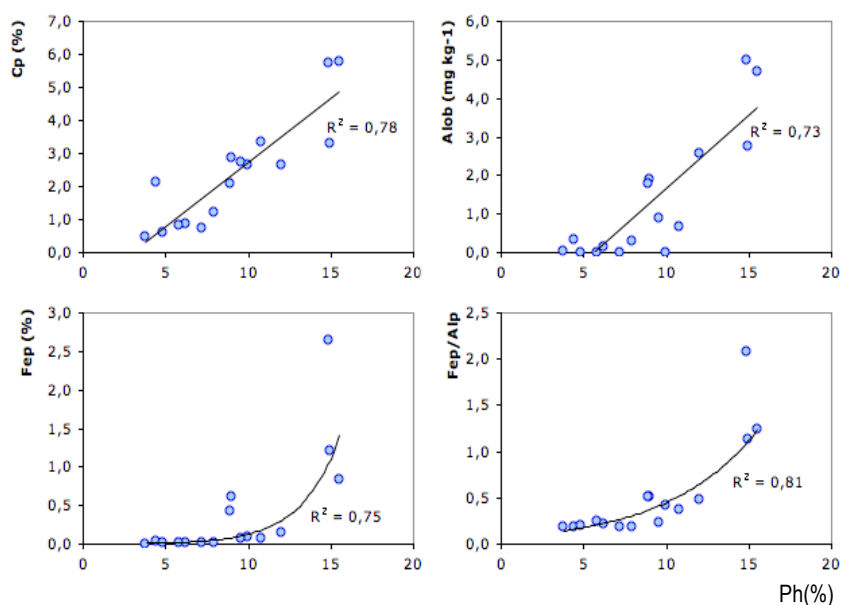 Cp (%)
7,0
6,0
5,0
4,0
3,0
2,0
1,0
0,0
R² = 0,78
0 5 10 15 20
Alob (mg kg-1)
6,0
5,0
4,0
3,0
2,0
1,0
0,0
R² = 0,73
0 5 10 15 20
Fep (%)
3,0
2,5
2,0
1,5
1,0
0,5
0,0
R² = 0,75
0 5 10 15 20
Fep/Alp
2,5
2,0
1,5
1,0
0,5
0,0
R² = 0,81
0 5 10 15 20
Ph(%)